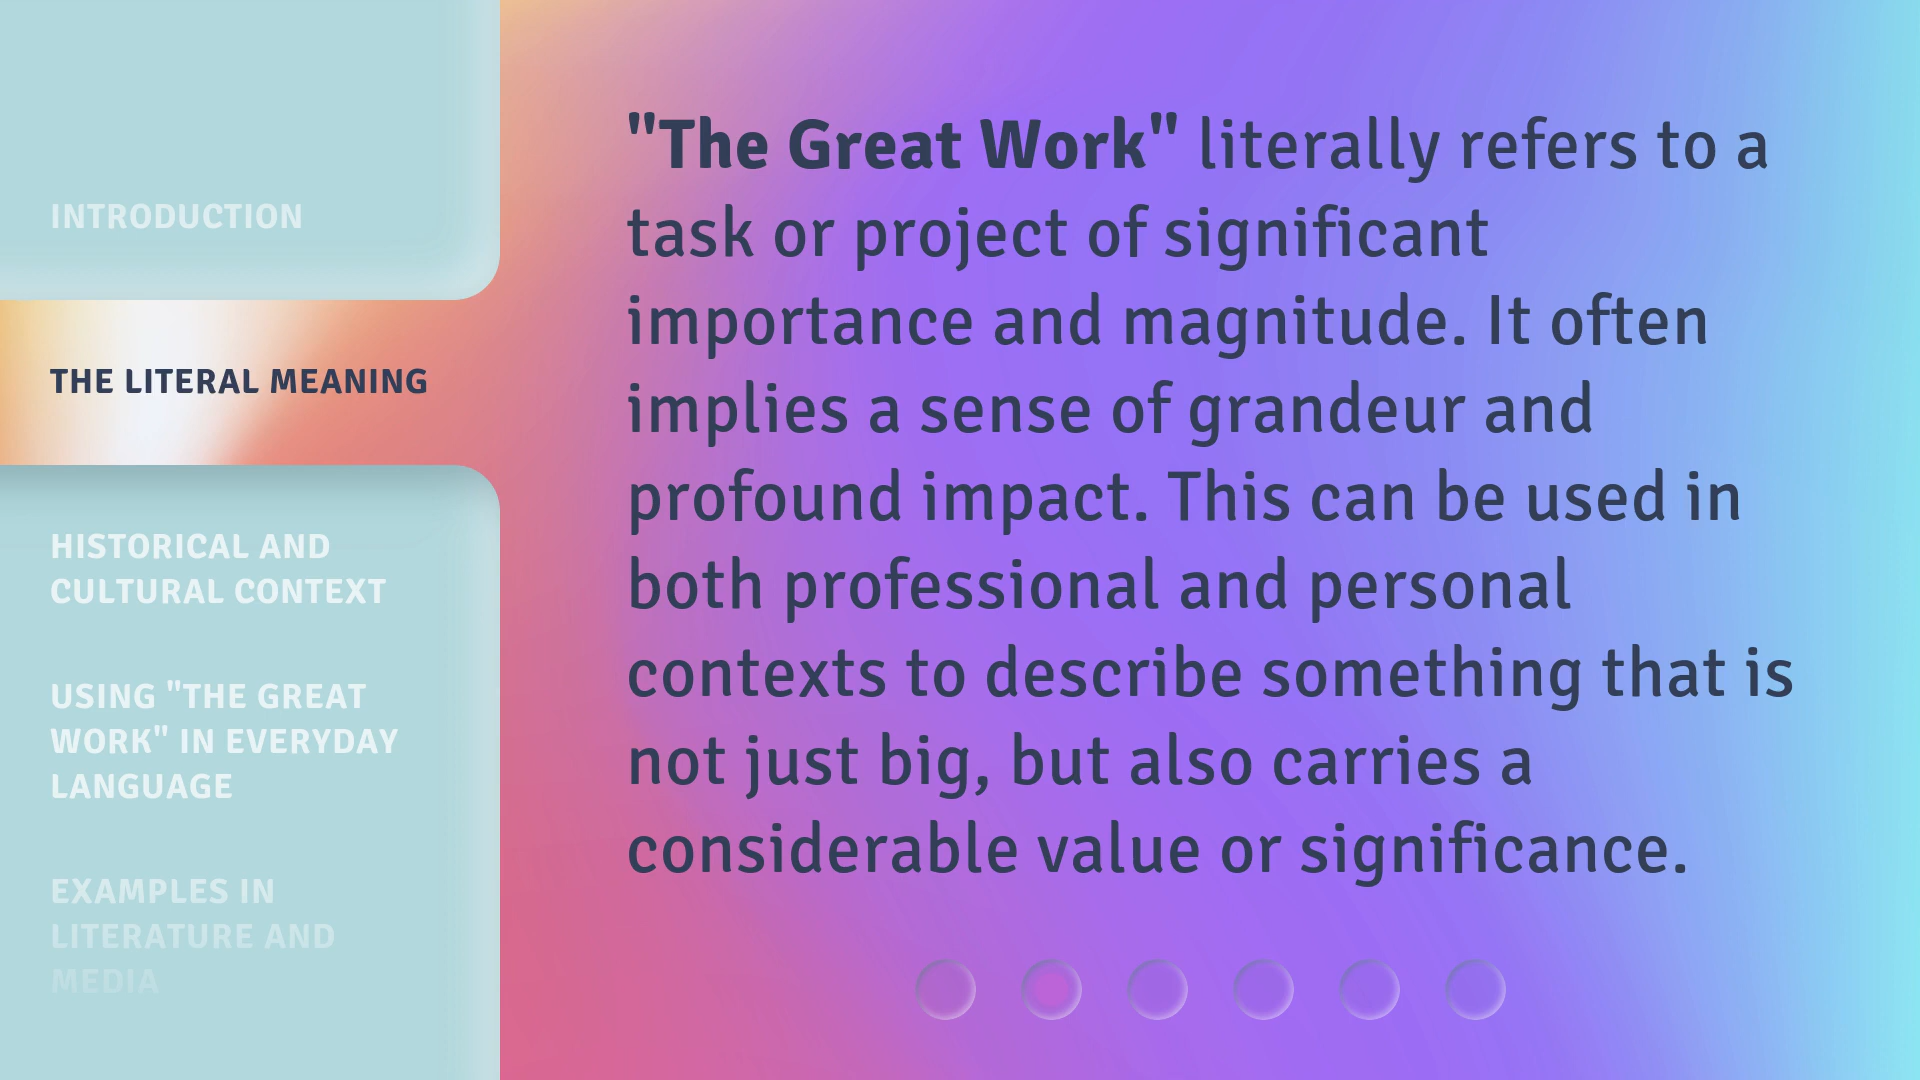 INTRODUCTION
THE LITERAL MEANING
HISTORICAL AND
CULTURAL CONTEXT
USING "THE GREAT
WORK" IN EVERYDAY
LANGUAGE
EXAMPLES IN
LITERATURE AND
MEDIA
"The Great Work" literally refers to a
task or project of significant
importance and magnitude. It often
implies a sense of grandeur and
profound impact. This can be used in
both professional and personal
contexts to describe something that is
not just big, but also carries a
considerable value or significance.